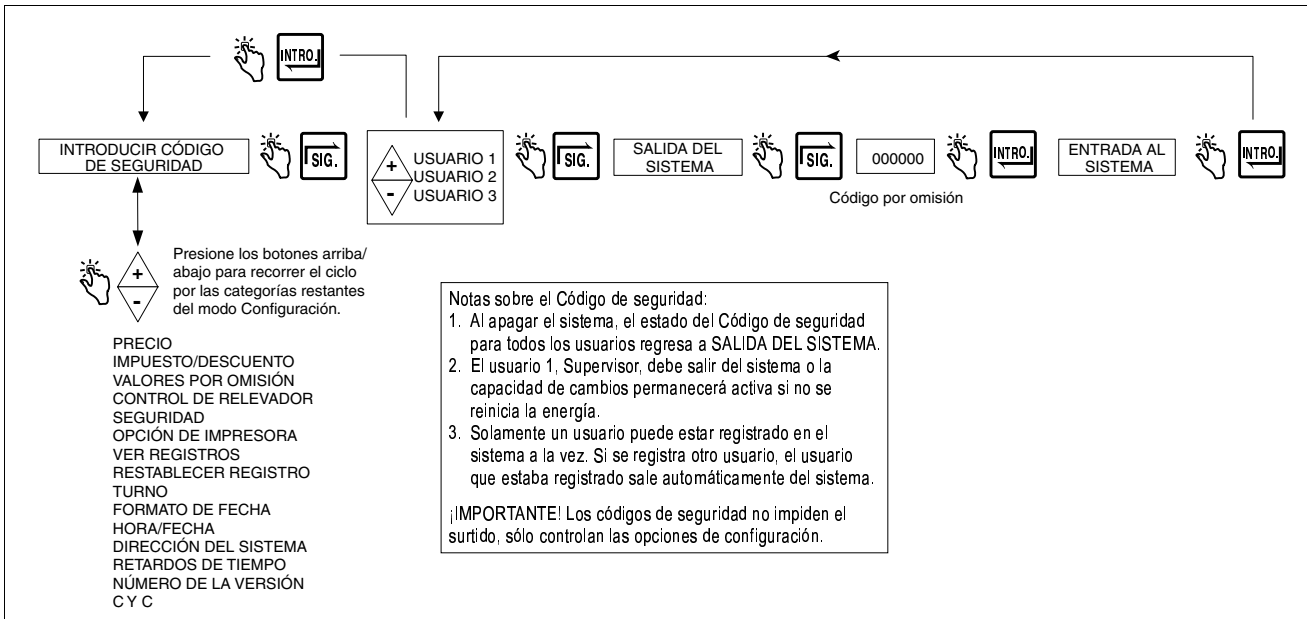 INTRO.
INTRODUCIR CÓDIGO
DE SEGURIDAD
SIG.
+
-
USUARIO 1
USUARIO 2
USUARIO 3
SIG.
SALIDA DEL
SISTEMA
SIG.
000000
Código por omisión
INTRO.
ENTRADA AL
SISTEMA
INTRO.
+
-
Presione los botones arriba/
abajo para recorrer el ciclo
por las categorías restantes
del modo Configuración.
PRECIO
IMPUESTO/DESCUENTO
VALORES POR OMISIÓN
CONTROL DE RELEVADOR
SEGURIDAD
OPCIÓN DE IMPRESORA
VER REGISTROS
RESTABLECER REGISTRO
TURNO
FORMATO DE FECHA
HORA/FECHA
DIRECCIÓN DEL SISTEMA
RETARDOS DE TIEMPO
NÚMERO DE LA VERSIÓN
C Y C
Notas sobre el Código de seguridad:
1. Al apagar el sistema, el estado del Código de seguridad
para todos los usuarios regresa a SALIDA DEL SISTEMA.
2. El usuario 1, Supervisor, debe salir del sistema o la
capacidad de cambios permanecerá activa si no se
reinicia la energía.
3. Solamente un usuario puede estar registrado en el
sistema a la vez. Si se registra otro usuario, el usuario
que estaba registrado sale automáticamente del sistema.
¡IMPORTANTE! Los códigos de seguridad no impiden el
surtido, sólo controlan las opciones de configuración.